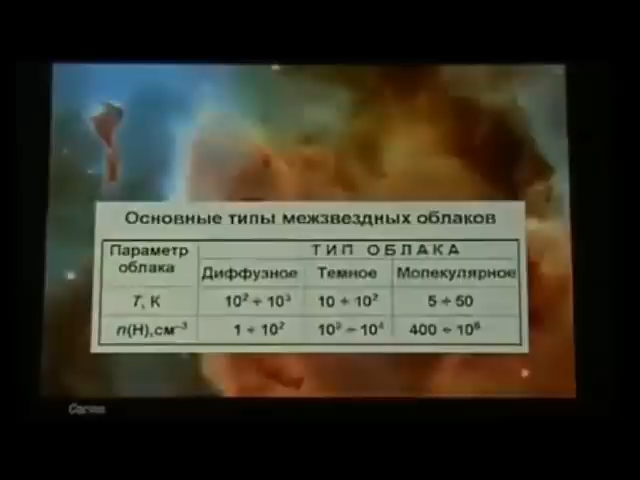 Основные типы межзвездных облаков
Параметр облака ТИП ОБЛАКА
Диффузное Темное Молекулярное
T, К 10² ÷ 10³ 10 ÷ 10² 5 ÷ 50
n(H),см⁻³ 1 ÷ 10² 10² ÷ 10⁴ 400 ÷ 10⁶